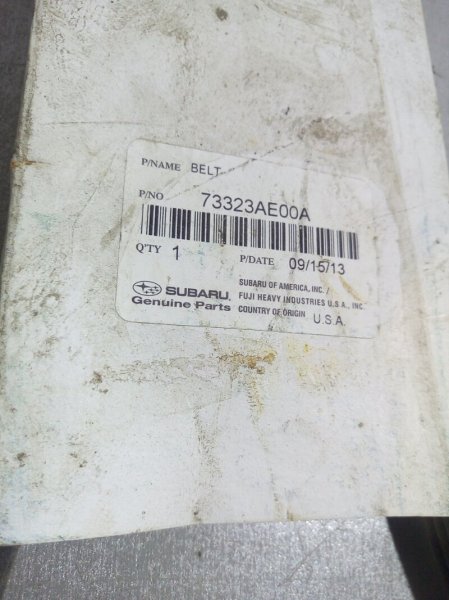 P/NAME BELT
P/NO 73323AE00A
Q'TY 1 P/DATE 09/15/13
SUBARU
Genuine Parts
SUBARU OF AMERICA, INC. /
FUJI HEAVY INDUSTRIES U.S.A., INC.
COUNTRY OF ORIGIN U.S.A.